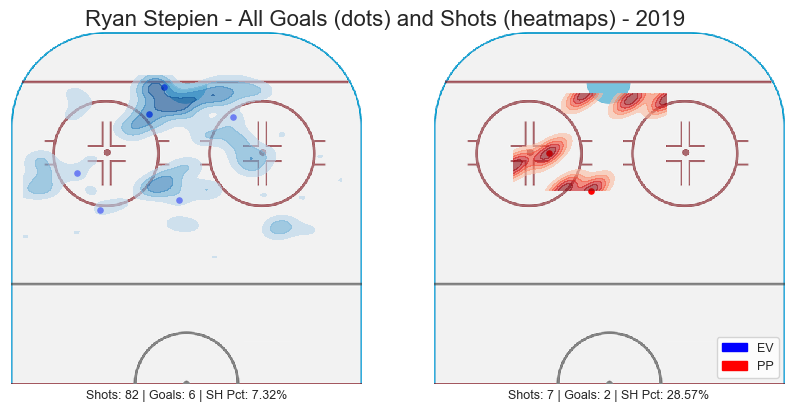 Ryan Stepien - All Goals (dots) and Shots (heatmaps) - 2019
EV
PP
Shots: 82 | Goals: 6 | SH Pct: 7.32%
Shots: 7 | Goals: 2 | SH Pct: 28.57%